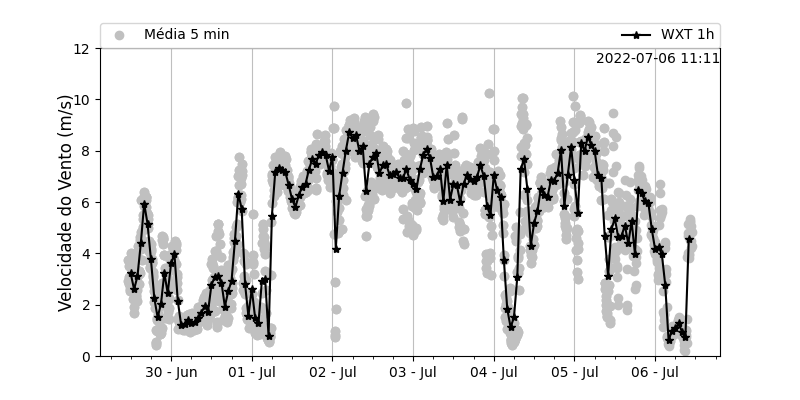 Média 5 min
WXT 1h
2022-07-06 11:11
Velocidade do Vento (m/s)
12
10
8
6
4
2
0
30 - Jun
01 - Jul
02 - Jul
03 - Jul
04 - Jul
05 - Jul
06 - Jul